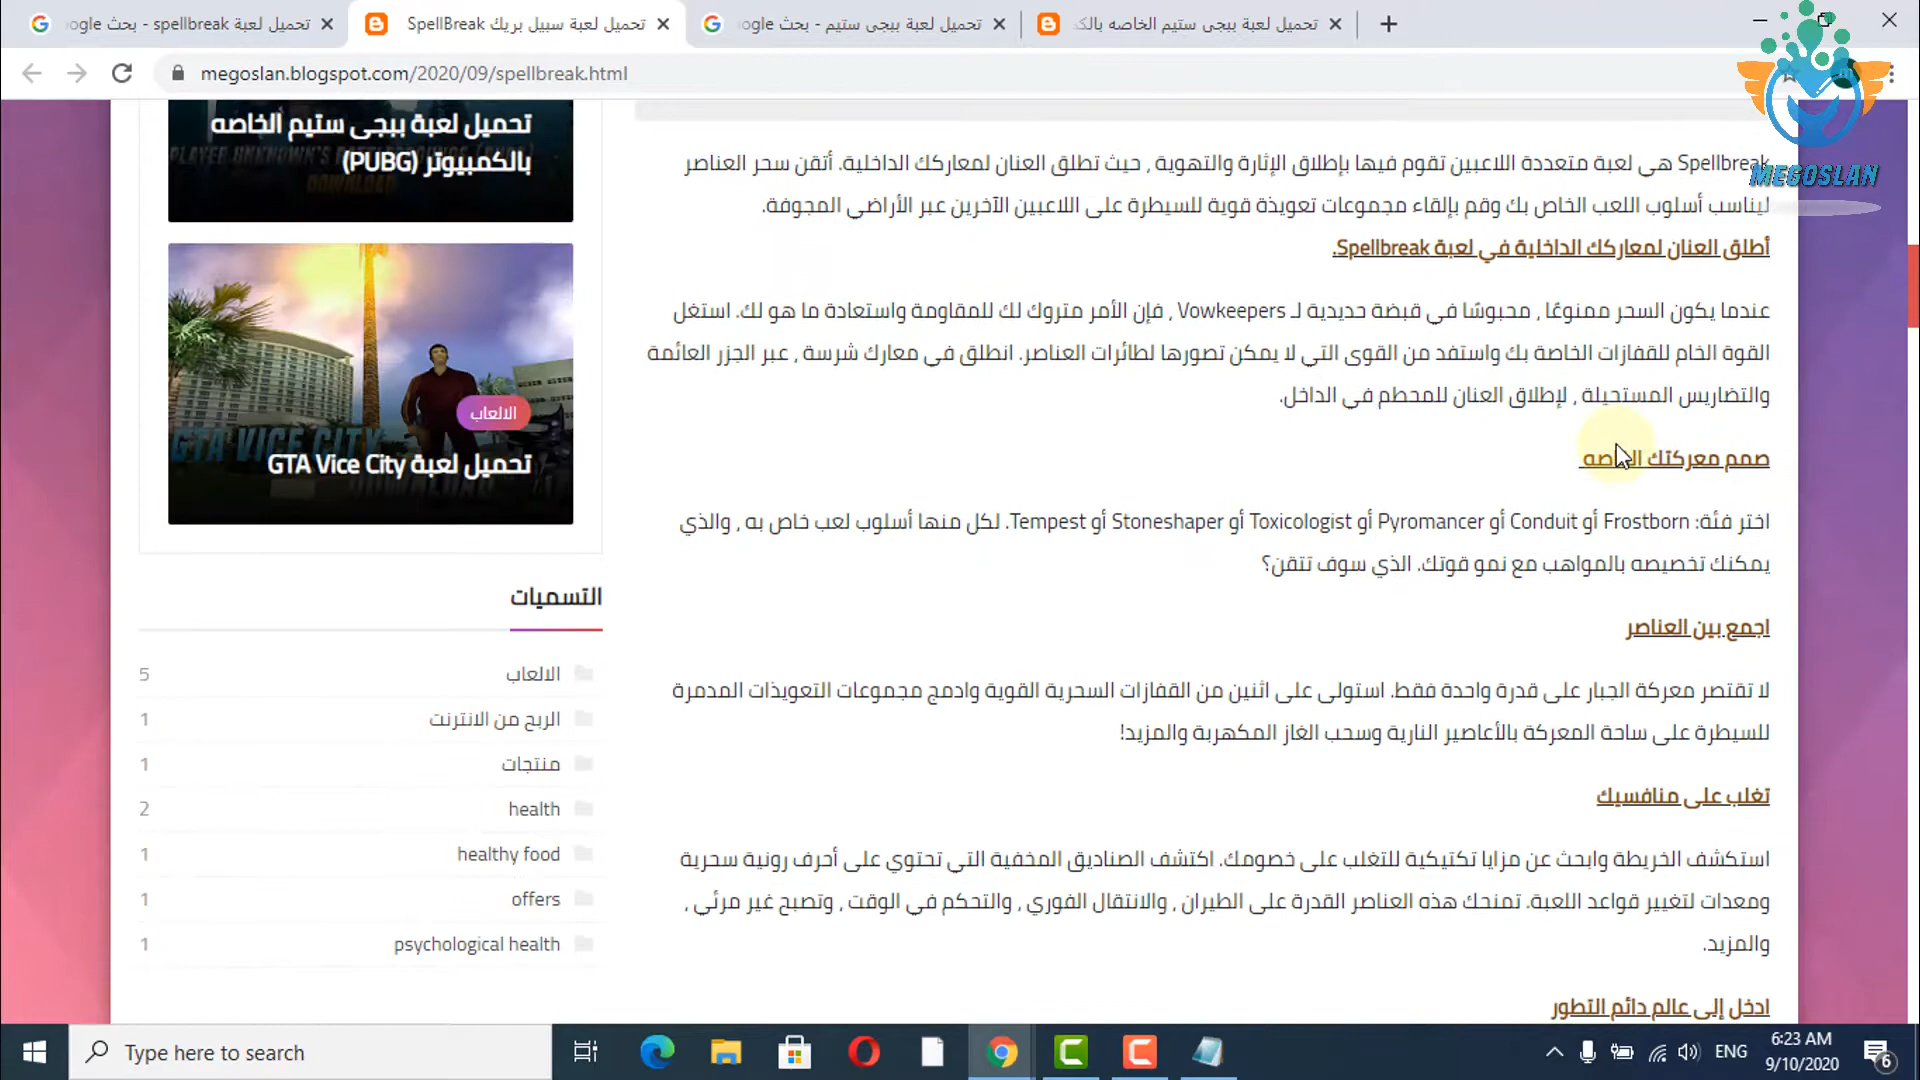 تحميل لعبة spellbreak - بحث
تحميل لعبة سبيل بريك SpellBreak
تحميل لعبة ببجى ستيم - بحث
تحميل لعبة ببجى ستيم الخاصه
megoslan.blogspot.com/2020/09/spellbreak.html
MEGOSLAN
تحميل لعبة ببجى ستيم الخاصه
بالكمبيوتر (PUBG)
الالعاب
تحميل لعبة GTA Vice City
التسميات
الالعاب 5
الربح من الانترنت 1
منتجات 1
health 2
healthy food 1
offers 1
psychological health 1
Spellbreak هي لعبة متعددة اللاعبين تقوم فيها بإطلاق الإثارة والتهوية , حيث تطلق العنان لمعاركك الداخلية. أتقن سحر العناصر
ليناسب أسلوب اللعب الخاص بك وقم بإلقاء مجموعات تعويذة قوية للسيطرة على اللاعبين الآخرين عبر الأراضي المجوفة.
أطلق العنان لمعاركك الداخلية في لعبة Spellbreak.
عندما يكون السحر ممنوعًا , محبوسًا في قبضة حديدية لـ Vowkeepers , فإن الأمر متروك لك للمقاومة واستعادة ما هو لك. استغل
القوة الخام للقفازات الخاصة بك واستفد من القوى التي لا يمكن تصورها لطائرات العناصر. انطلق في معارك شرسة , عبر الجزر العائمة
والتضاريس المستحيلة , لإطلاق العنان للمحطم في الداخل.
صمم معركتك الخاصه
اختر فئة: Frostborn أو Conduit أو Pyromancer أو Toxicologist أو Stoneshaper أو Tempest. لكل منها أسلوب لعب خاص به , والذي
يمكنك تخصيصه بالمواهب مع نمو قوتك. الذي سوف تتقن؟
اجمع بين العناصر
لا تقتصر معركة الجبار على قدرة واحدة فقط. استولى على اثنين من القفازات السحرية القوية وادمج مجموعات التعويذات المدمرة
للسيطرة على ساحة المعركة بالأعاصير النارية وسحب الغاز المكهربة والمزيد!
تغلب على منافسيك
استكشف الخريطة وابحث عن مزايا تكتيكية للتغلب على خصومك. اكتشف الصناديق المخفية التي تحتوي على أحرف رونية سحرية
ومعدات لتغيير قواعد اللعبة. تمنحك هذه العناصر القدرة على الطيران , والانتقال الفوري , والتحكم في الوقت , وتصبح غير مرئي ,
والمزيد.
ادخل إلى عالم دائم التطور
Type here to search
ENG
6:23 AM
9/10/2020
6